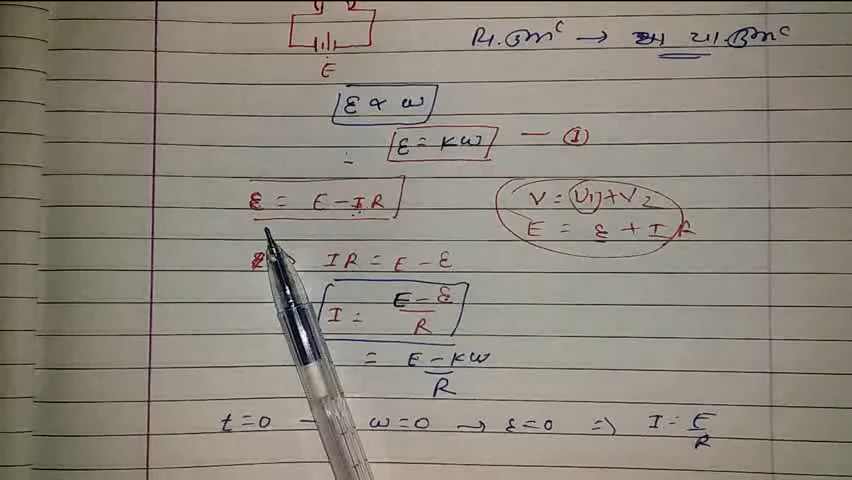 E
ε ∝ ω
ε = kω — ①
ε = E - IR
V = V1 + V2
E = ε + IR
IR = E - ε
I = E - ε / R
= E - kω / R
t=0 → ω=0 → ε=0 ⇒ I = E/R